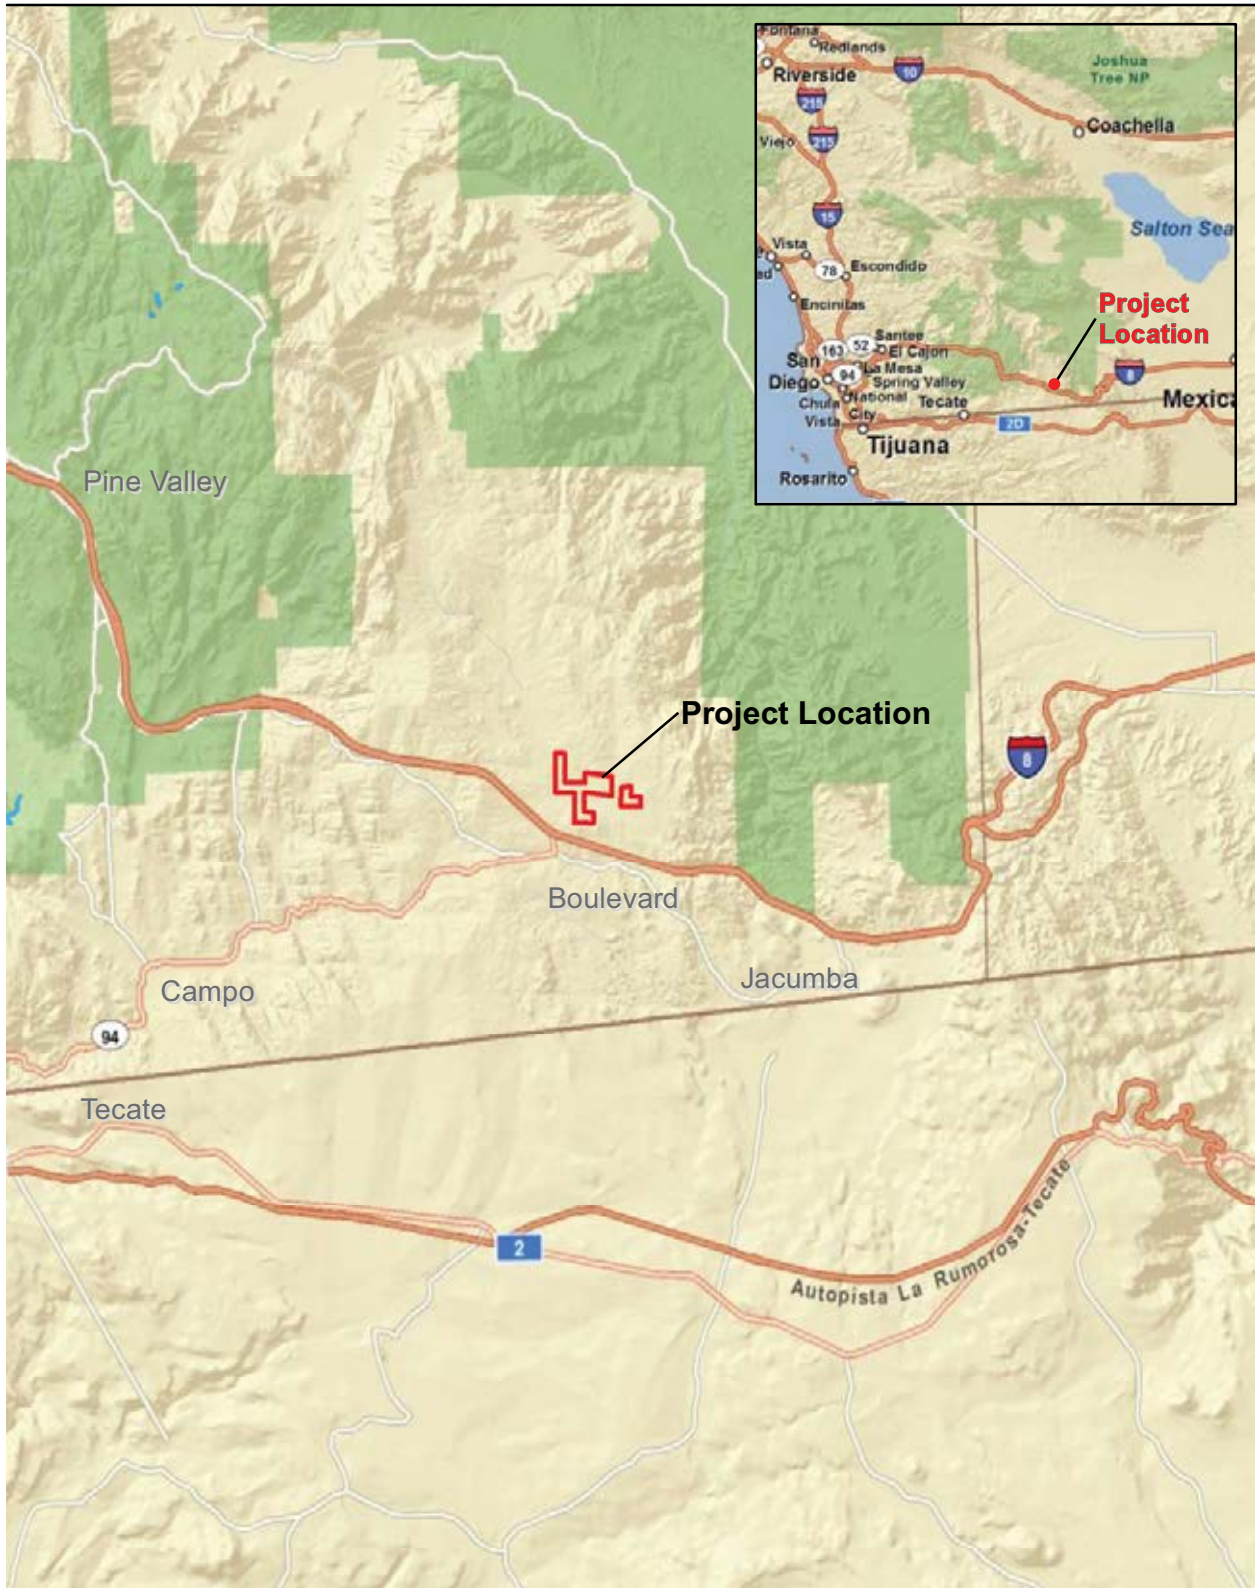 Fontana
Redlands
Riverside
10
Joshua
Tree NP
215
Coachella
Viejo
215
15
Salton Sea
Vista
ad
78
Escondido
Encinitas
Project
Location
Santee
163
52
El Cajon
San
Diego
94
La Mesa
Spring Valley
8
National
City
Chula
Vista
Tecate
Mexica
2D
Tijuana
Rosarito
Pine Valley
Project Location
8
Boulevard
Jacumba
Campo
94
Tecate
2
Autopista La Rumorosa-Tecate